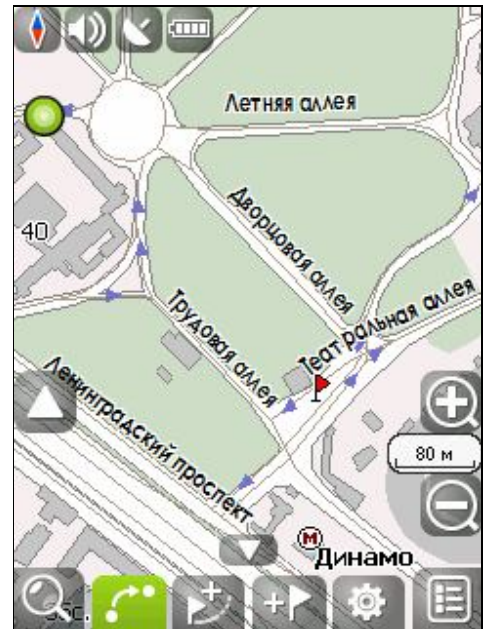 Летняя аллея
Дворцовая аллея
40
Театральная аллея
Трудовая аллея
Ленинградский проспект
80 м
М
Динамо